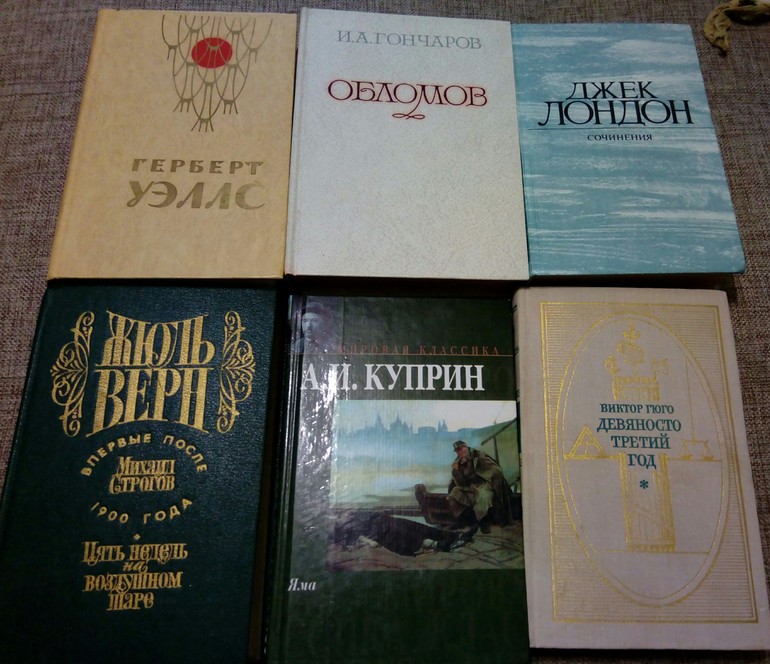 ГЕРБЕРТ
УЭЛЛС
И.А.ГОНЧАРОВ
ОБЛОМОВ
ДЖЕК
ЛОНДОН
СОЧИНЕНИЯ
ЖЮЛЬ
ВЕРН
ВПЕРВЫЕ ПОСЛЕ
МИХАИЛ
СТРОГОВ
1900 ГОДА
ПЯТЬ НЕДЕЛЬ
НА
ВОЗДУШНОМ
ШАРЕ
МИРОВАЯ КЛАССИКА
А.И. КУПРИН
Яма
ВИКТОР ГЮГО
ДЕВЯНОСТО
ТРЕТИЙ
ГОД
*